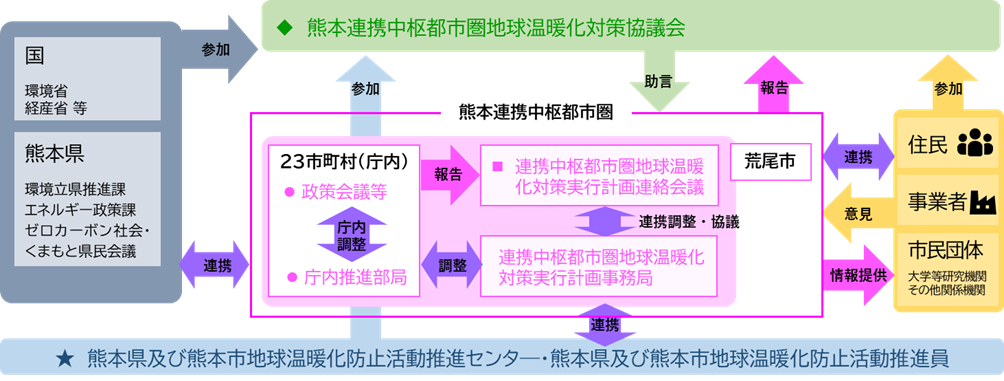 ◆ 熊本連携中枢都市圏地球温暖化対策協議会
国
環境省
経産省 等
熊本県
環境立県推進課
エネルギー政策課
ゼロカーボン社会・
くまもと県民会議
参加
参加
助言
報告
参加
熊本連携中枢都市圏
23市町村(庁内)
● 政策会議等
庁内
調整
● 庁内推進部局
報告
調整
■ 連携中枢都市圏地球温暖
化対策実行計画連絡会議
連携調整・協議
連携中枢都市圏地球温暖化
対策実行計画事務局
荒尾市
連携
連携
意見
情報提供
連携
住民
事業者
市民団体
大学等研究機関
その他関係機関
★ 熊本県及び熊本市地球温暖化防止活動推進センター・熊本県及び熊本市地球温暖化防止活動推進員